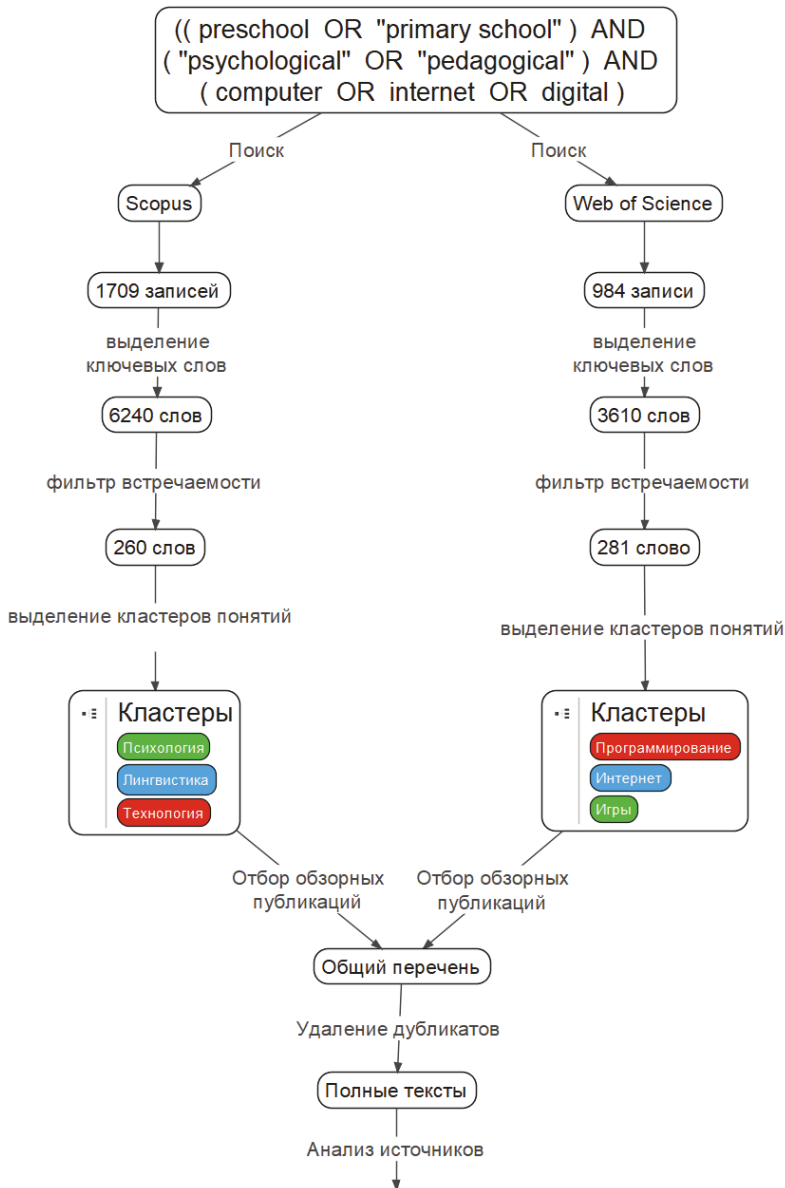 (( preschool OR "primary school" ) AND
( "psychological" OR "pedagogical" ) AND
( computer OR internet OR digital )
Поиск
Поиск
Scopus
Web of Science
1709 записей
984 записи
выделение
ключевых слов
выделение
ключевых слов
6240 слов
3610 слов
фильтр встречаемости
фильтр встречаемости
260 слов
281 слово
выделение кластеров понятий
выделение кластеров понятий
Кластеры
Психология
Лингвистика
Технология
Кластеры
Программирование
Интернет
Игры
Отбор обзорных
публикаций
Отбор обзорных
публикаций
Общий перечень
Удаление дубликатов
Полные тексты
Анализ источников